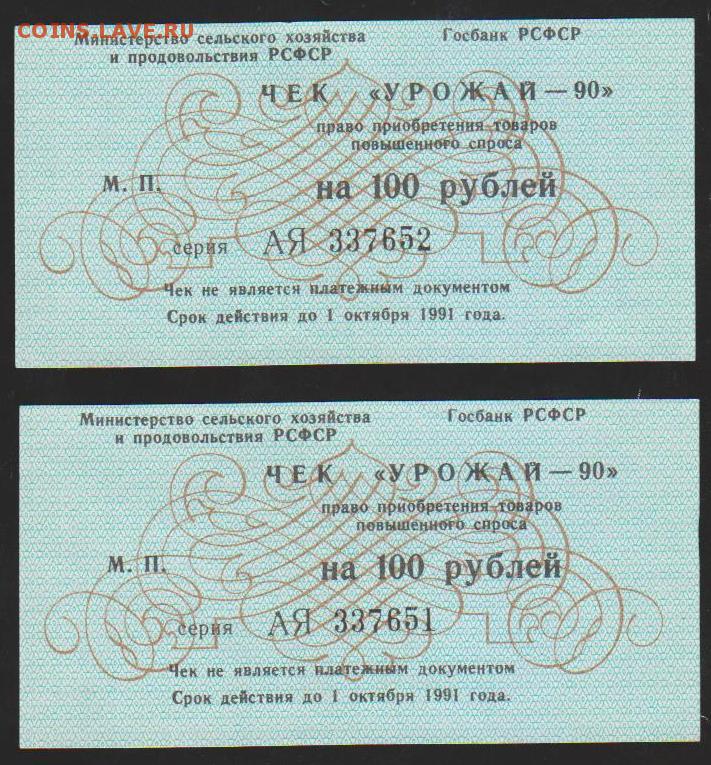 COINS.LAVE.RU
Министерство сельского хозяйства
и продовольствия РСФСР
Госбанк РСФСР
ЧЕК «УРОЖАЙ — 90»
право приобретения товаров
повышенного спроса
М. П.
на 100 рублей
серия АЯ 337652
Чек не является платежным документом
Срок действия до 1 октября 1991 года.
Министерство сельского хозяйства
и продовольствия РСФСР
Госбанк РСФСР
ЧЕК «УРОЖАЙ — 90»
право приобретения товаров
повышенного спроса
М. П.
на 100 рублей
серия АЯ 337651
Чек не является платежным документом
Срок действия до 1 октября 1991 года.